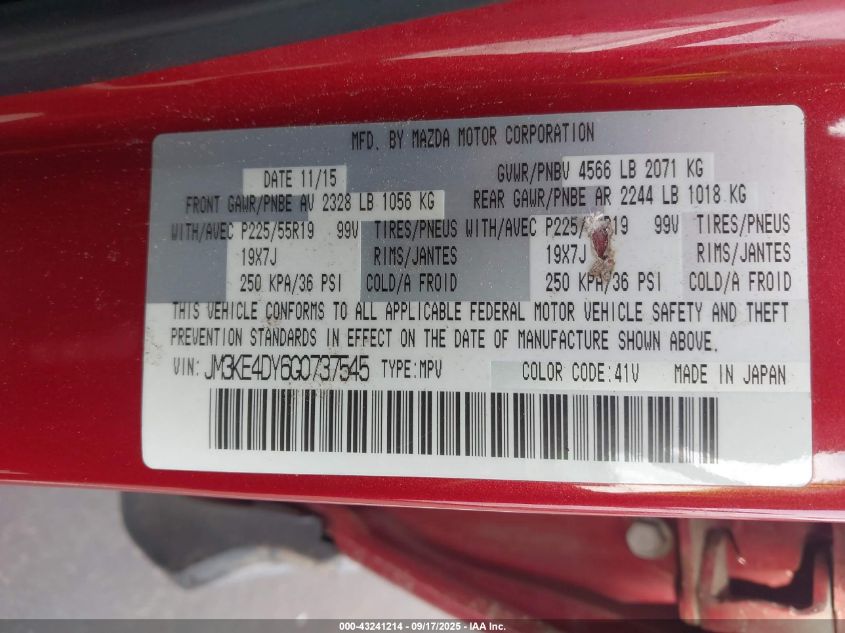 MFD. BY MAZDA MOTOR CORPORATION
DATE 11/15 GVWR/PNBV 4566 LB 2071 KG
FRONT GAWR/PNBE AV 2328 LB 1056 KG REAR GAWR/PNBE AR 2244 LB 1018 KG
WITH/AVEC P225/55R19 99V TIRES/PNEUS WITH/AVEC P225/ R19 99V TIRES/PNEUS
19X7J RIMS/JANTES 19X7J RIMS/JANTES
250 KPA/36 PSI COLD/A FROID 250 KPA/36 PSI COLD/A FROID
THIS VEHICLE CONFORMS TO ALL APPLICABLE FEDERAL MOTOR VEHICLE SAFETY AND THEFT
PREVENTION STANDARDS IN EFFECT ON THE DATE OF MANUFACTURE SHOWN ABOVE.
VIN: JM3KE4DY6G0737545 TYPE:MPV COLOR CODE:41V MADE IN JAPAN
000-43241214 - 09/17/2025 - IAA Inc.